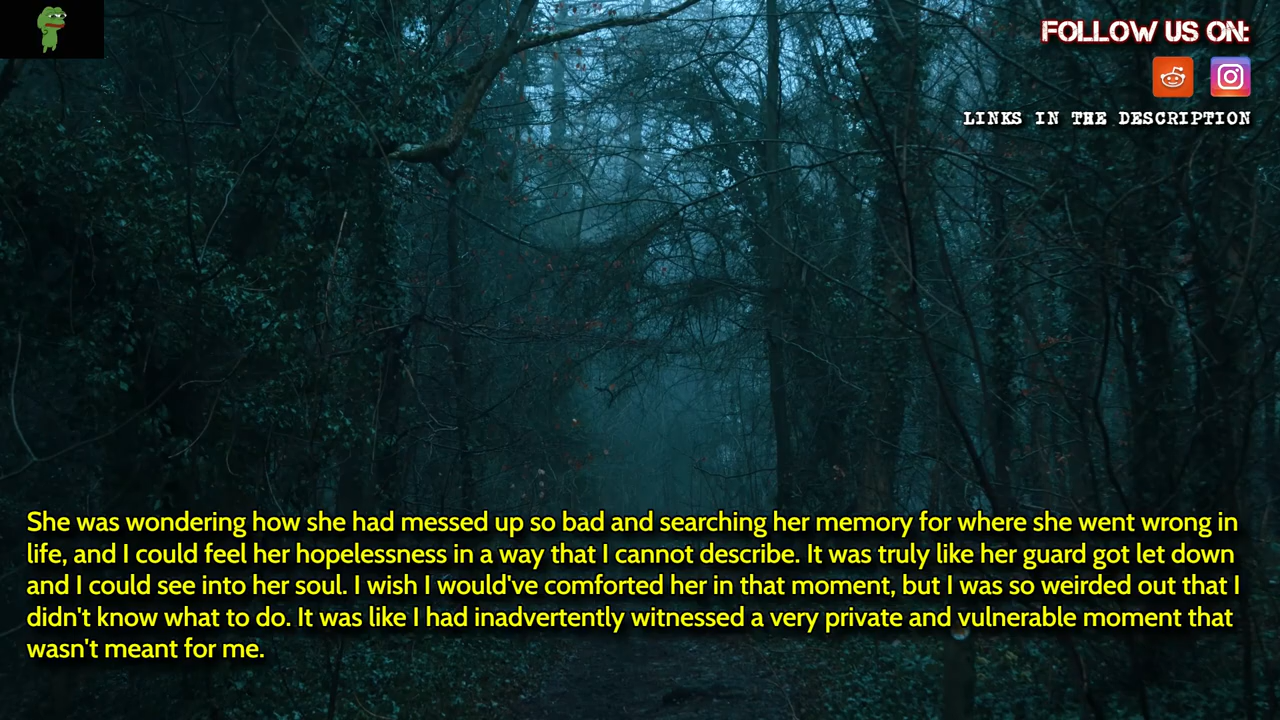 FOLLOW US ON:
LINKS IN THE DESCRIPTION
She was wondering how she had messed up so bad and searching her memory for where she went wrong in
life, and I could feel her hopelessness in a way that I cannot describe. It was truly like her guard got let down
and I could see into her soul. I wish I would've comforted her in that moment, but I was so weirded out that I
didn't know what to do. It was like I had inadvertently witnessed a very private and vulnerable moment that
wasn't meant for me.